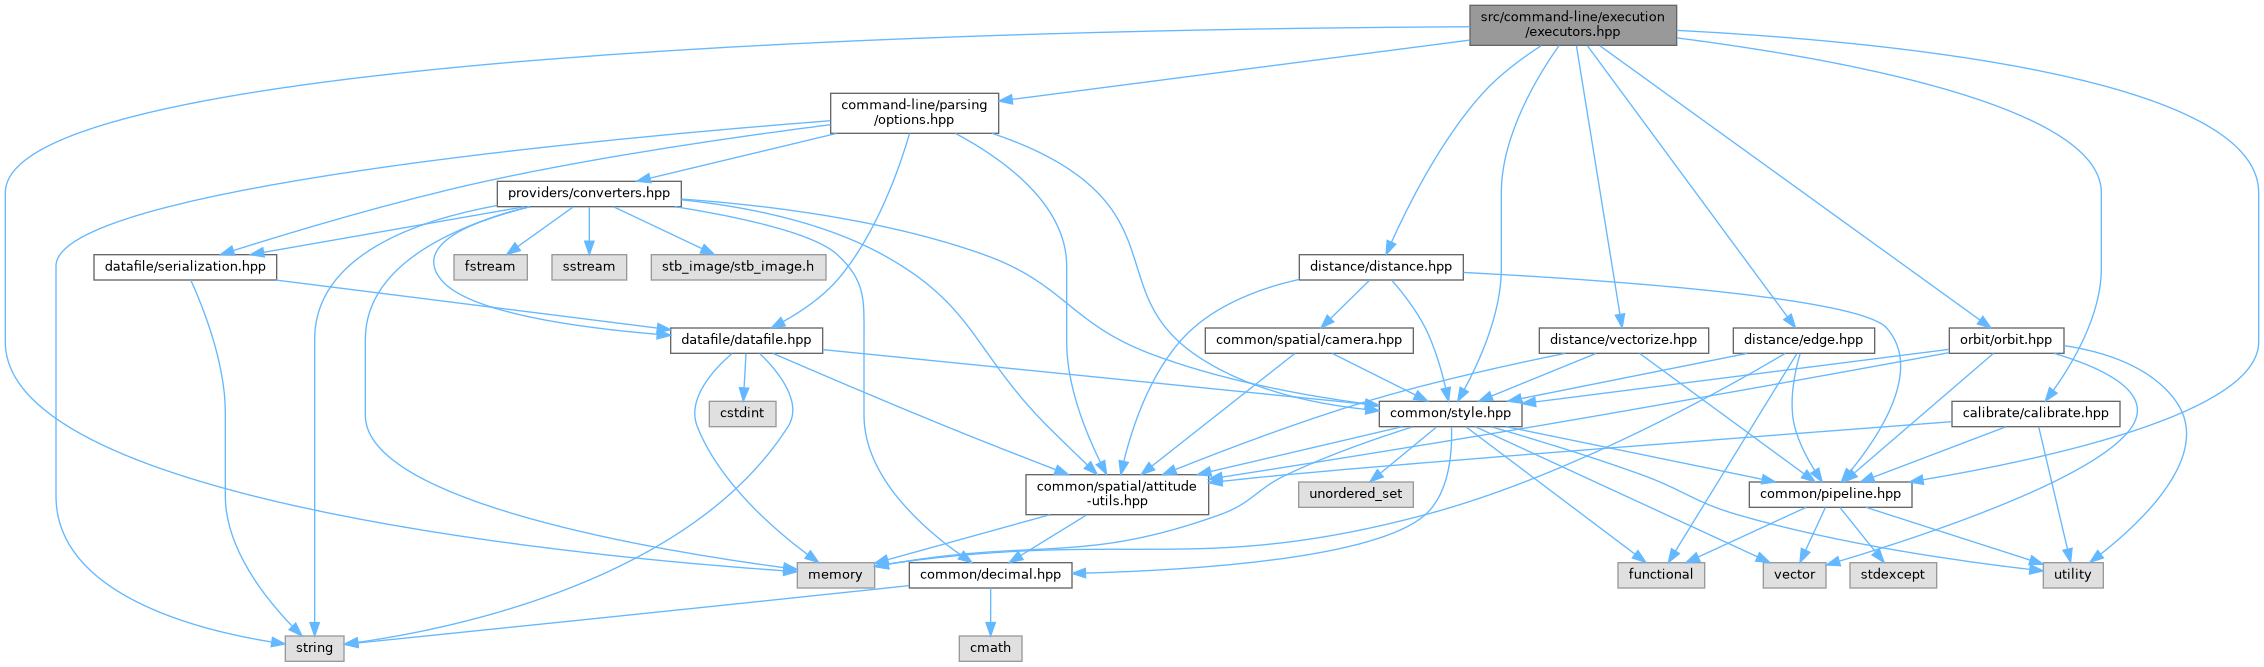 src/command-line/execution
/executors.hpp
command-line/parsing
/options.hpp
providers/converters.hpp
datafile/serialization.hpp
fstream
sstream
stb_image/stb_image.h
distance/distance.hpp
datafile/datafile.hpp
common/spatial/camera.hpp
distance/vectorize.hpp
distance/edge.hpp
orbit/orbit.hpp
cstdint
common/style.hpp
calibrate/calibrate.hpp
common/spatial/attitude
-utils.hpp
unordered_set
common/pipeline.hpp
memory
common/decimal.hpp
functional
vector
stdexcept
utility
string
cmath